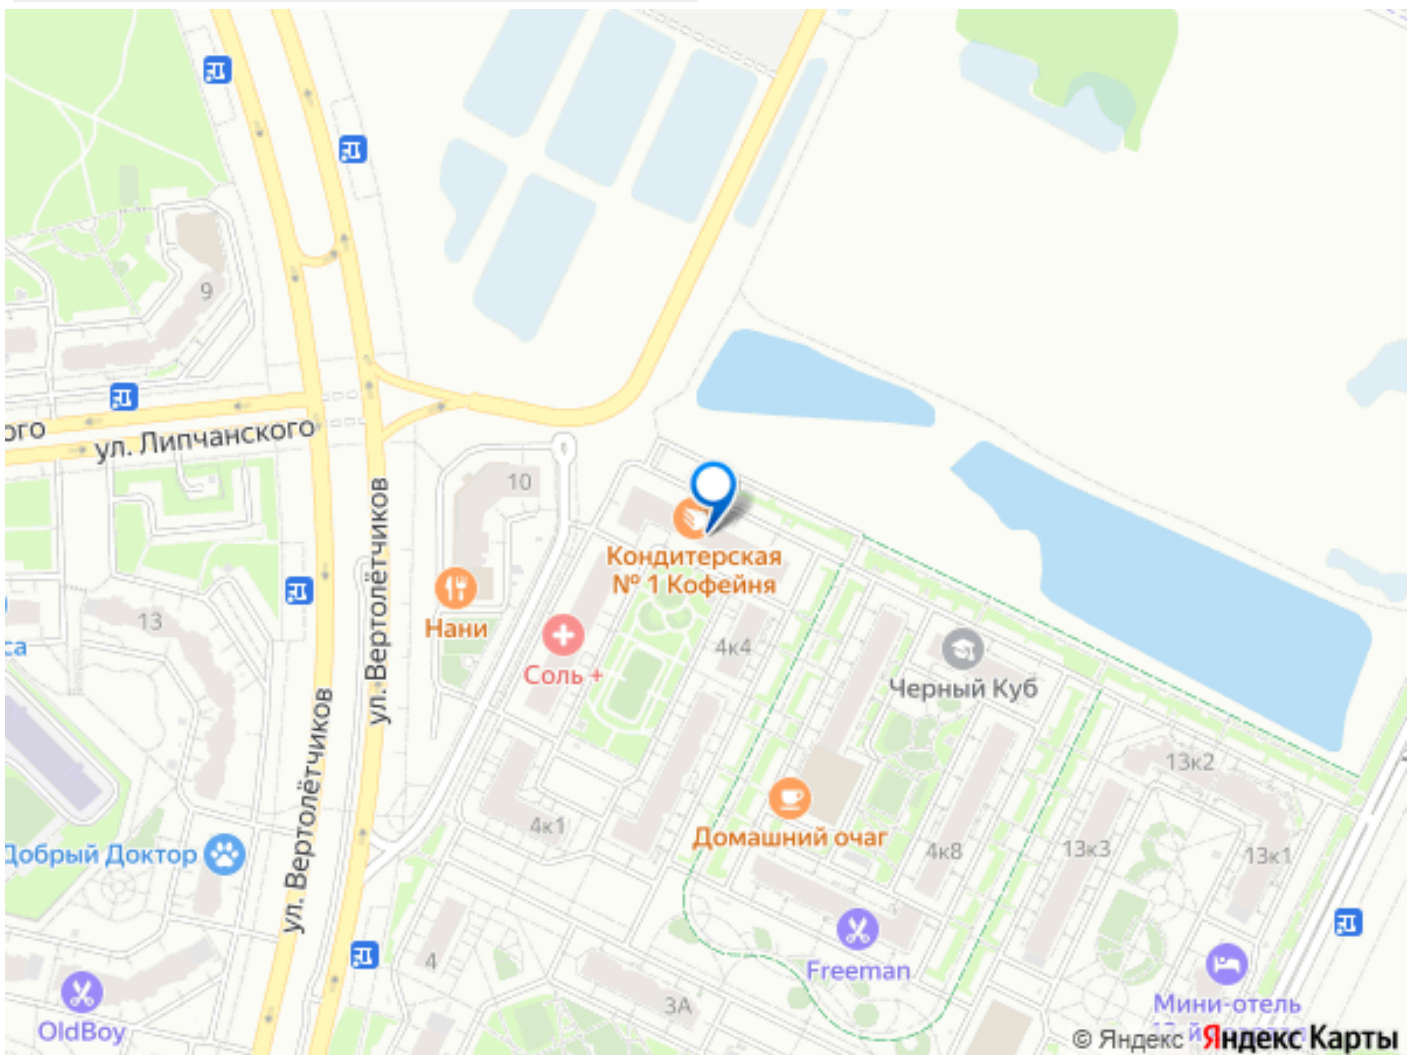 9
ого
ул. Липчанского
10
ул. Вертолётчиков
Кондитерская
№ 1 Кофейня
Нани
13
са
Соль +
4к4
Черный Куб
ул. Вертолётчиков
13к2
4к1
Домашний очаг
Добрый Доктор
4к8
13к3
13к1
4
Freeman
3А
OldBoy
Мини-отель
© Яндекс Яндекс Карты